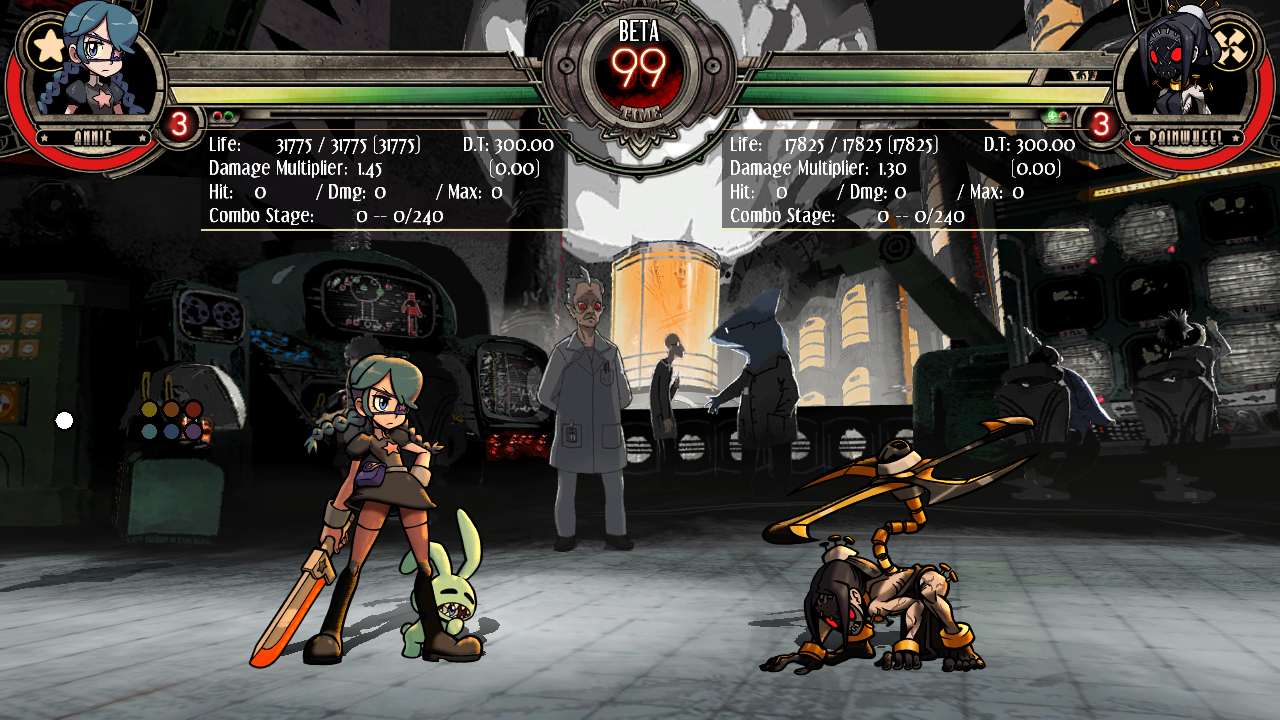 BETA
99
TIME
3
ANNIE
3
PAINWHEEL
Life: 31775 / 31775 (31775) D.T: 300.00
Damage Multiplier: 1.45 (0.00)
Hit: 0 / Dmg: 0 / Max: 0
Combo Stage: 0 -- 0/240
Life: 17825 / 17825 (17825) D.T: 300.00
Damage Multiplier: 1.30 (0.00)
Hit: 0 / Dmg: 0 / Max: 0
Combo Stage: 0 -- 0/240